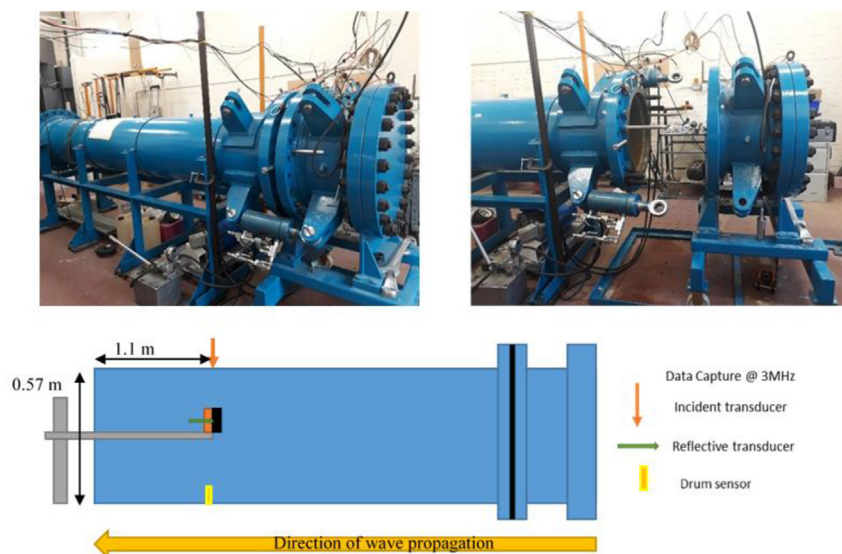 1.1 m
0.57 m
Data Capture @ 3MHz
Incident transducer
Reflective transducer
Drum sensor
Direction of wave propagation